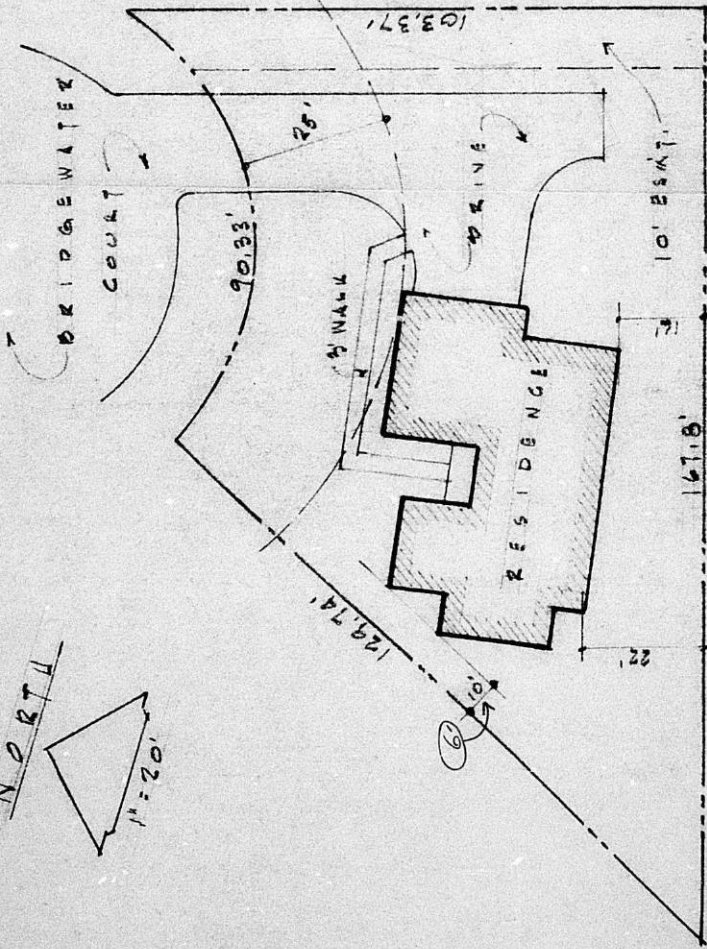 BRIDGEWATER
COURT
103.37'
25'
90.33'
3' WALK
DRIVE
10' ESMT.
RESIDENCE
129.74'
10'
6'
22'
167.18'
NORTH
1" = 20'